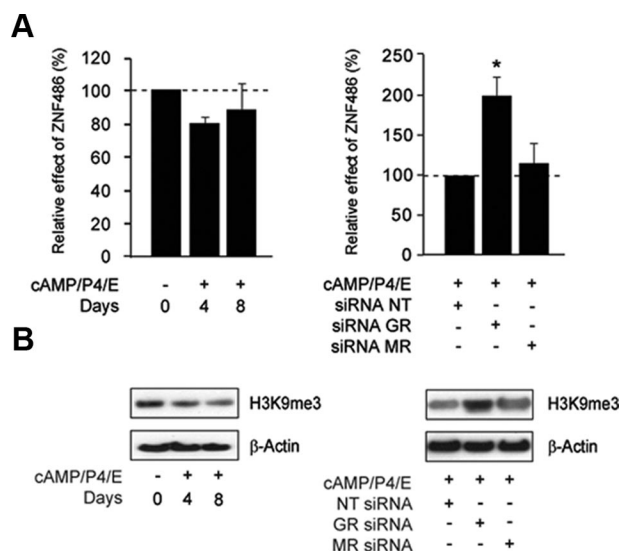 A
Relative effect of ZNF486 (%)
120
100
80
60
40
20
0
cAMP/P4/E - + +
Days 0 4 8
Relative effect of ZNF486 (%)
250
200
150
100
50
0
*
cAMP/P4/E + + +
siRNA NT + - -
siRNA GR - + -
siRNA MR - - +
B
H3K9me3
β-Actin
cAMP/P4/E - + +
Days 0 4 8
H3K9me3
β-Actin
cAMP/P4/E + + +
NT siRNA + - -
GR siRNA - + -
MR siRNA - - +